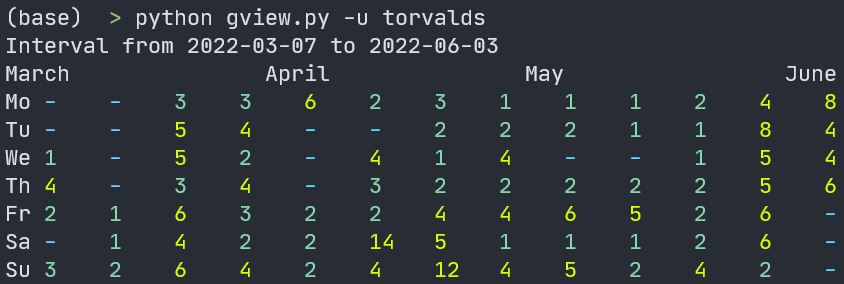 (base)  > python gview.py -u torvalds
Interval from 2022-03-07 to 2022-06-03
March April May June
Mo - - 3 3 6 2 3 1 1 1 2 4 8
Tu - - 5 4 - - 2 2 2 1 1 8 4
We 1 - 5 2 - 4 1 4 - - 1 5 4
Th 4 - 3 4 - 3 2 2 2 2 2 5 6
Fr 2 1 6 3 2 2 4 4 6 5 2 6 -
Sa - 1 4 2 2 14 5 1 1 1 2 6 -
Su 3 2 6 4 2 4 12 4 5 2 4 2 -